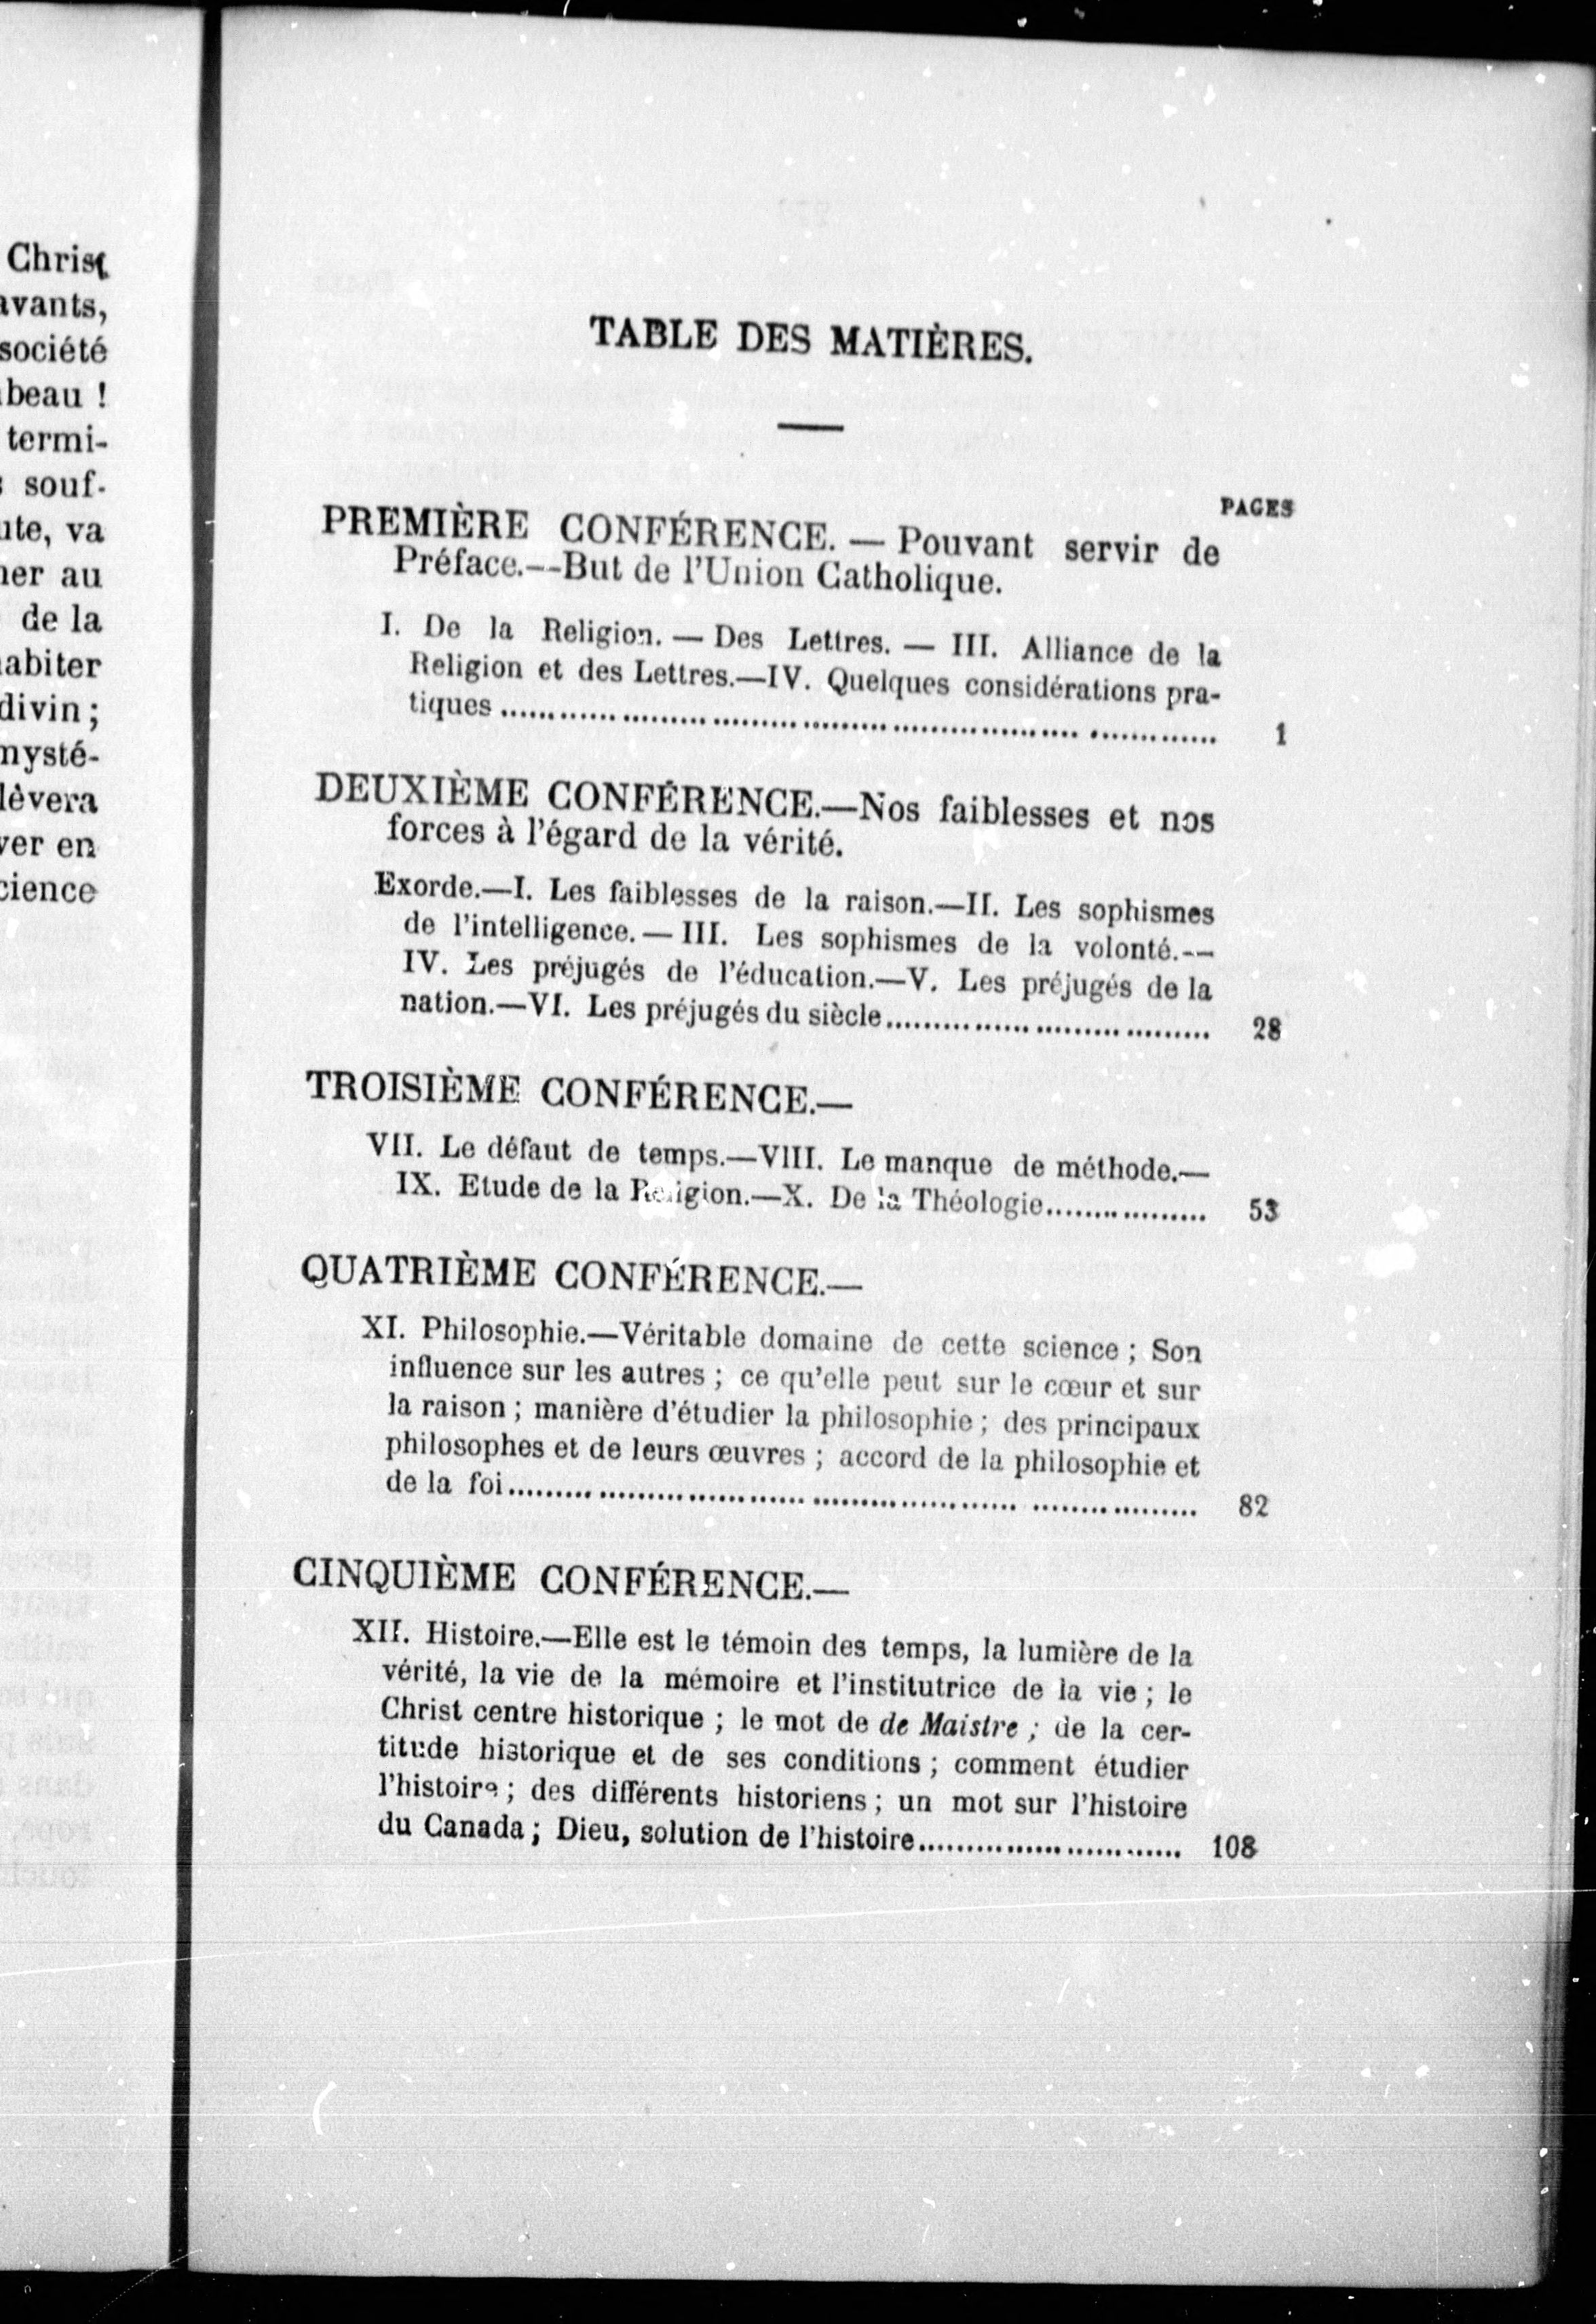 Christ
avants,
société
beau !
termi-
souf-
ute, va
her au
de la
habiter
divin ;
mysté-
lèvera
ver en
cience
TABLE DES MATIÈRES.
PAGES
PREMIÈRE CONFÉRENCE. — Pouvant servir de
Préface.--But de l'Union Catholique.
I. De la Religion. — Des Lettres. — III. Alliance de la
Religion et des Lettres.—IV. Quelques considérations pra-
tiques ........................................................................ 1
DEUXIÈME CONFÉRENCE.—Nos faiblesses et nos
forces à l'égard de la vérité.
Exorde.—I. Les faiblesses de la raison.—II. Les sophismes
de l'intelligence.— III. Les sophismes de la volonté.--
IV. Les préjugés de l'éducation.—V. Les préjugés de la
nation.—VI. Les préjugés du siècle................................ 28
TROISIÈME CONFÉRENCE.—
VII. Le défaut de temps.—VIII. Le manque de méthode.—
IX. Etude de la Religion.—X. De la Théologie................ 53
QUATRIÈME CONFÉRENCE.—
XI. Philosophie.—Véritable domaine de cette science ; Son
influence sur les autres ; ce qu'elle peut sur le cœur et sur
la raison ; manière d'étudier la philosophie ; des principaux
philosophes et de leurs œuvres ; accord de la philosophie et
de la foi.................................................................... 82
CINQUIÈME CONFÉRENCE.—
XII. Histoire.—Elle est le témoin des temps, la lumière de la
vérité, la vie de la mémoire et l'institutrice de la vie ; le
Christ centre historique ; le mot de de Maistre ; de la cer-
titude historique et de ses conditions ; comment étudier
l'histoire ; des différents historiens ; un mot sur l'histoire
du Canada ; Dieu, solution de l'histoire........................... 108